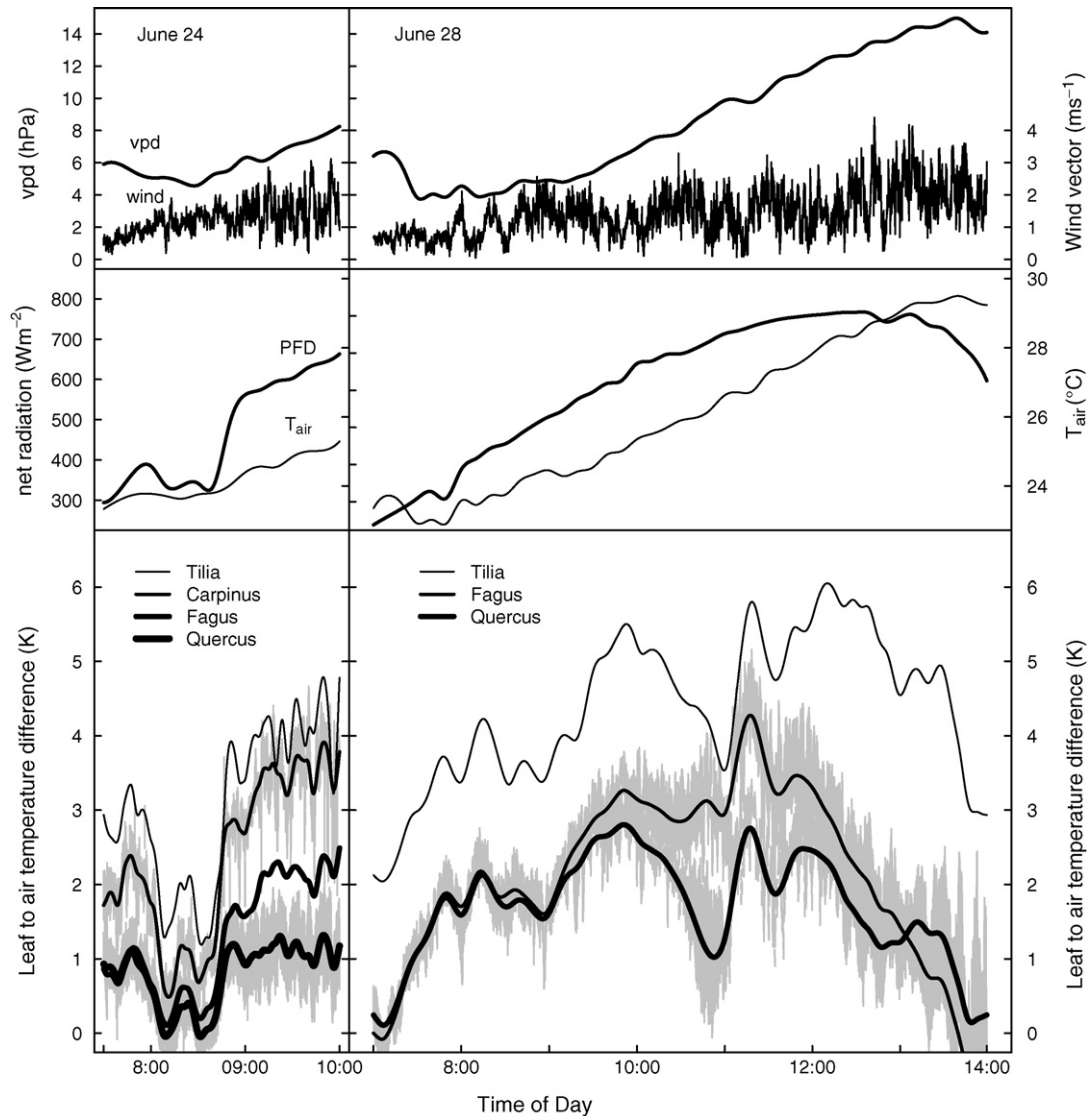 June 24
June 28
vpd (hPa)
14
12
10
8
6
4
2
0
vpd
wind
4
3
2
1
0
Wind vector (ms⁻¹)
net radiation (Wm⁻²)
800
700
600
500
400
300
PFD
Tair
30
28
26
24
Tair (°C)
Leaf to air temperature difference (K)
6
5
4
3
2
1
0
Tilia
Carpinus
Fagus
Quercus
Tilia
Fagus
Quercus
6
5
4
3
2
1
0
Leaf to air temperature difference (K)
8:00 09:00 10:00 8:00 10:00 12:00 14:00
Time of Day